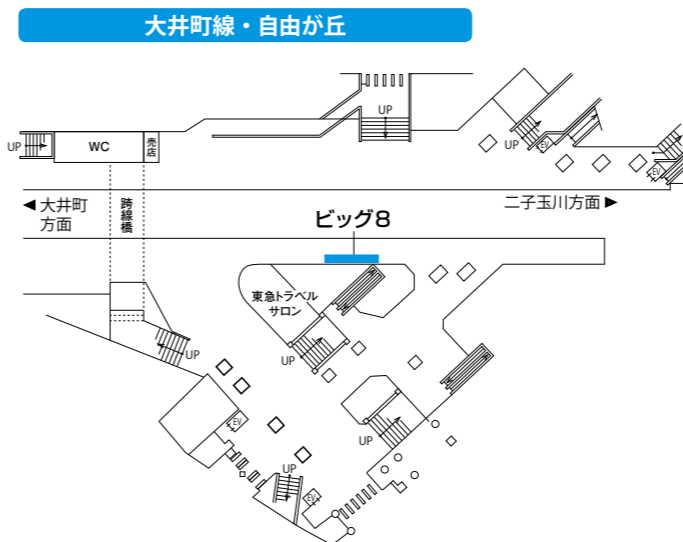 大井町線・自由が丘
UP
UP
WC
売店
UP
EV
EV
◀大井町
方面
跨線橋
二子玉川方面▶
ビッグ8
東急トラベル
サロン
UP
UP
EV
UP
UP
EV